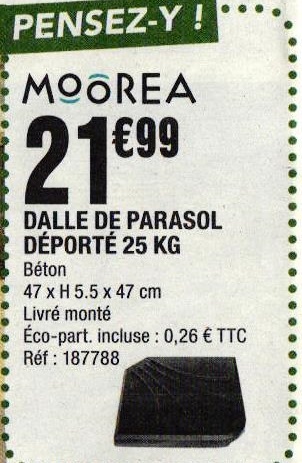 PENSEZ-Y !
MOOREA
21€99
DALLE DE PARASOL
DÉPORTÉ 25 KG
Béton
47 x H 5.5 x 47 cm
Livré monté
Éco-part. incluse : 0,26 € TTC
Réf : 187788